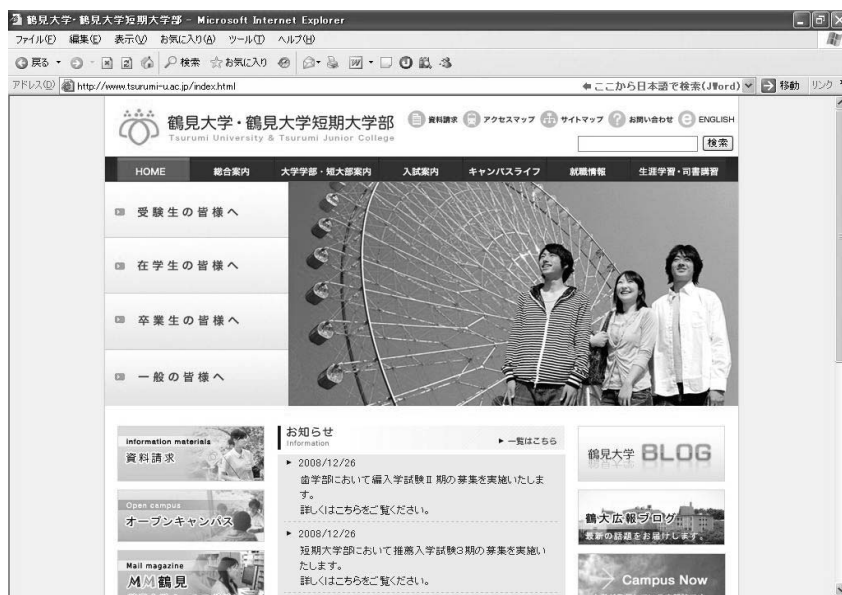 鶴見大学・鶴見大学短期大学部 - Microsoft Internet Explorer
ファイル(F) 編集(E) 表示(V) お気に入り(A) ツール(T) ヘルプ(H)
戻る 検索 お気に入り
アドレス(D) http://www.tsurumi-u.ac.jp/index.html ここから日本語で検索(JWord) 移動 リンク
鶴見大学・鶴見大学短期大学部
Tsurumi University & Tsurumi Junior College
資料請求 アクセスマップ サイトマップ お問い合わせ ENGLISH
検索
HOME 総合案内 大学学部・短大部案内 入試案内 キャンパスライフ 就職情報 生涯学習・司書講習
受験生の皆様へ
在学生の皆様へ
卒業生の皆様へ
一般の皆様へ
Information materials
資料請求
Open campus
オープンキャンパス
Mail magazine
MM鶴見
お知らせ
Information
一覧はこちら
2008/12/26
歯学部において編入学試験Ⅱ期の募集を実施いたしま
す。
詳しくはこちらをご覧ください。
2008/12/26
短期大学部において推薦入学試験3期の募集を実施い
たします。
詳しくはこちらをご覧ください。
鶴見大学 BLOG
鶴大広報ブログ
最新の話題をお届けします。
Campus Now